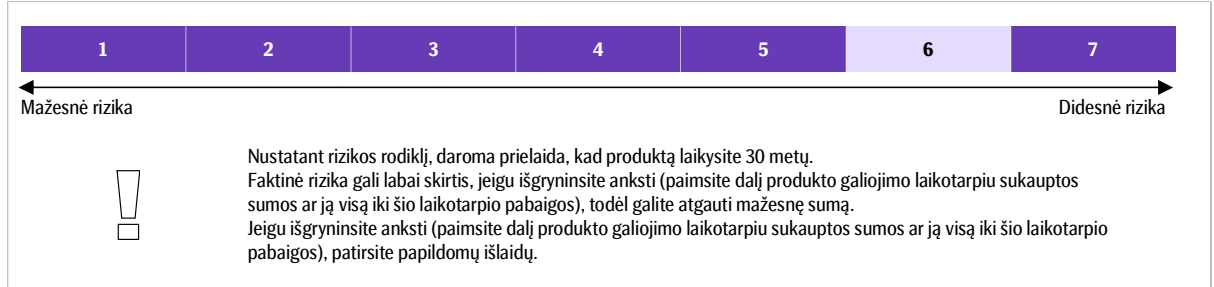 1 2 3 4 5 6 7
Mažesnė rizika Didesnė rizika
Nustatant rizikos rodiklį, daroma prielaida, kad produktą laikysite 30 metų.
Faktinė rizika gali labai skirtis, jeigu išgryninsite anksti (paimsite dalį produkto galiojimo laikotarpiu sukauptos
sumos ar ją visą iki šio laikotarpio pabaigos), todėl galite atgauti mažesnę sumą.
Jeigu išgryninsite anksti (paimsite dalį produkto galiojimo laikotarpiu sukauptos sumos ar ją visą iki šio laikotarpio
pabaigos), patirsite papildomų išlaidų.